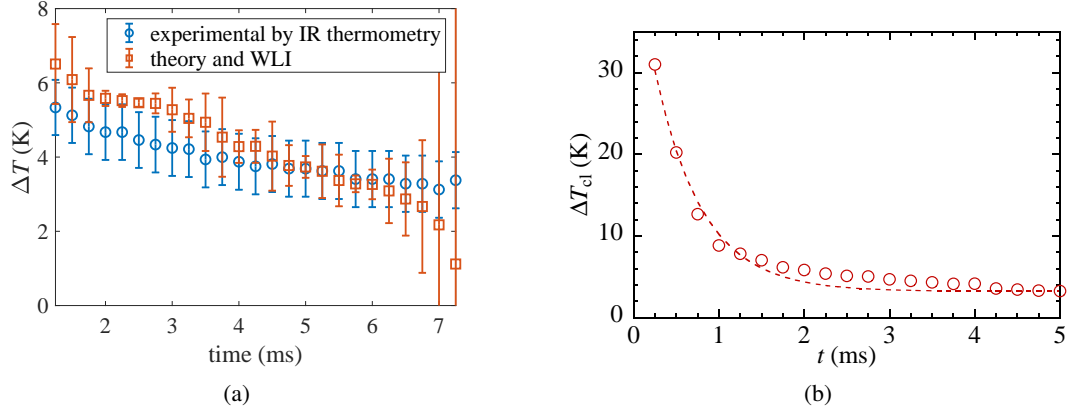 8
6
4
2
0
ΔT (K)
experimental by IR thermometry
theory and WLI
2 3 4 5 6 7
time (ms)
(a)
30
20
10
0
ΔT_cl (K)
0 1 2 3 4 5
t (ms)
(b)